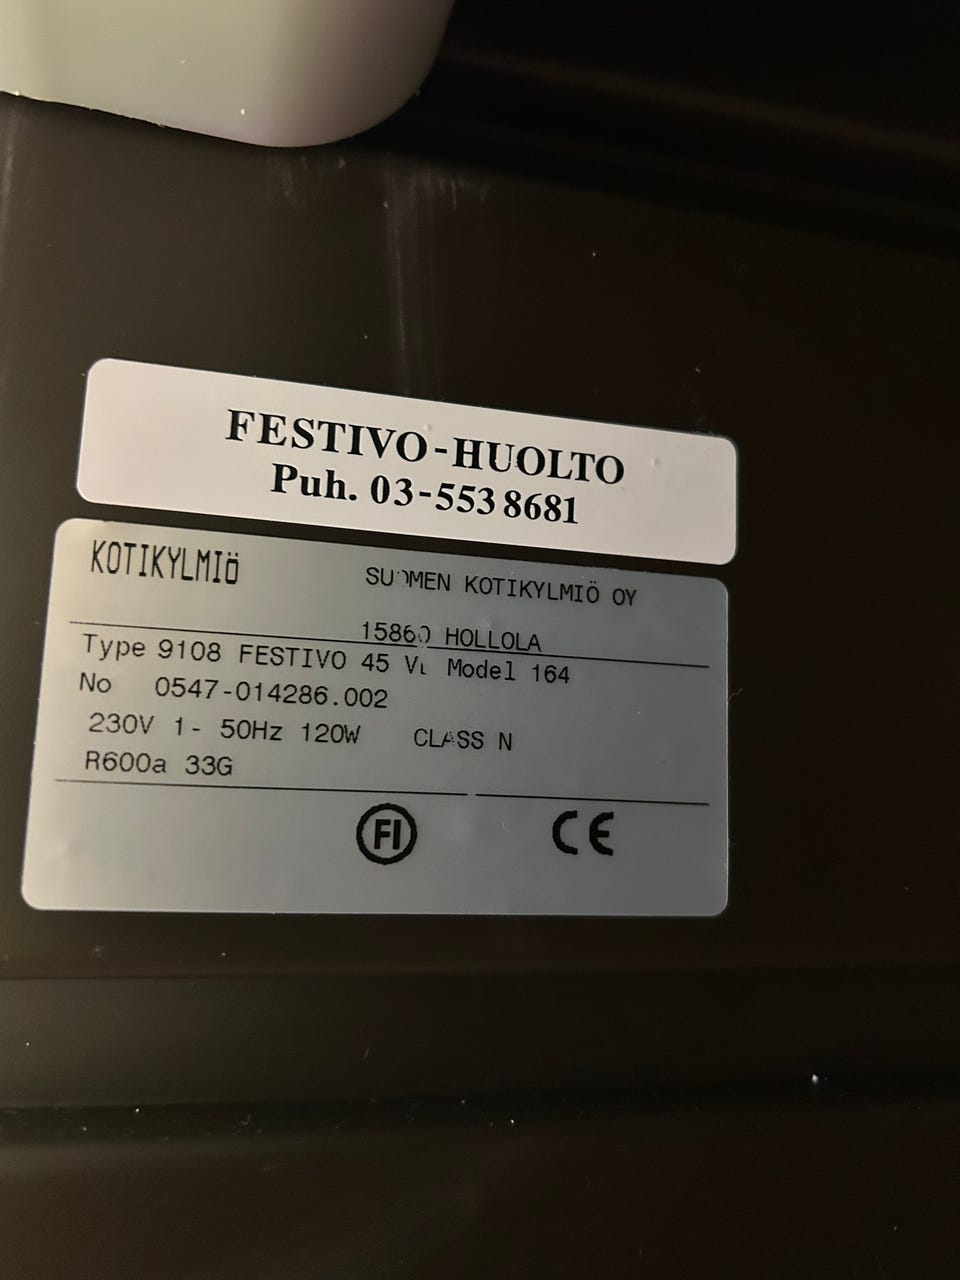 FESTIVO-HUOLTO
Puh. 03-553 8681
KOTIKYLMIÖ
SUOMEN KOTIKYLMIÖ OY
15860 HOLLOLA
Type 9108 FESTIVO 45 Model 164
No 0547-014286.002
230V 1- 50Hz 120W CLASS N
R600a 33G
FI CE